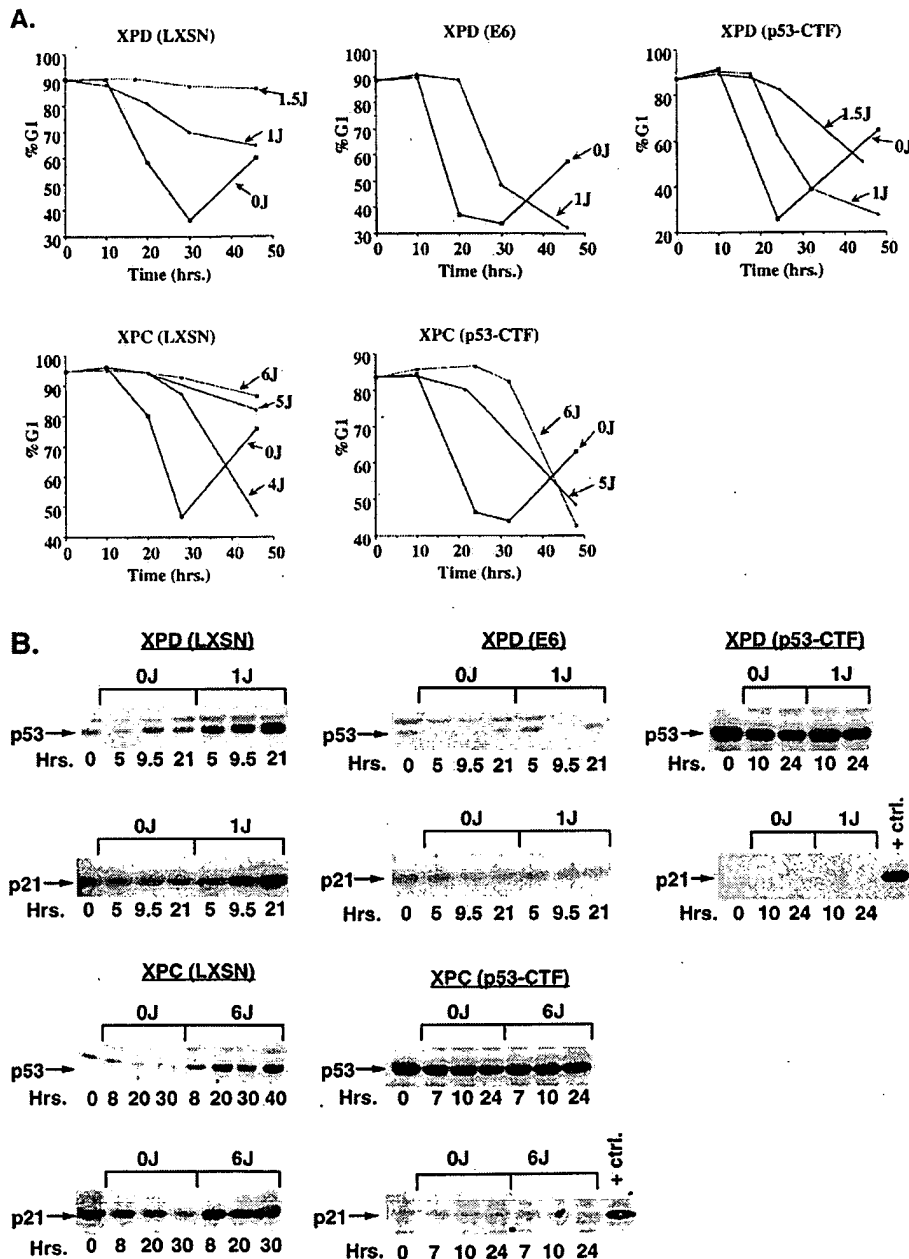 A.
XPD (LXSN)
100
90
80
70
60
50
40
30
%G1
0 10 20 30 40 50
Time (hrs.)
1.5J
1J
0J
XPD (E6)
100
90
80
70
60
50
40
30
%G1
0 10 20 30 40 50
Time (hrs.)
0J
1J
XPD (p53-CTF)
100
80
60
40
20
%G1
0 10 20 30 40 50
Time (hrs.)
1.5J
0J
1J
XPC (LXSN)
100
90
80
70
60
50
40
%G1
0 10 20 30 40 50
Time (hrs.)
6J
5J
0J
4J
XPC (p53-CTF)
100
90
80
70
60
50
40
%G1
0 10 20 30 40 50
Time (hrs.)
6J
0J
5J
B.
XPD (LXSN)
0J 1J
p53
Hrs. 0 5 9.5 21 5 9.5 21
0J 1J
p21
Hrs. 0 5 9.5 21 5 9.5 21
XPD (E6)
0J 1J
p53
Hrs. 0 5 9.5 21 5 9.5 21
0J 1J
p21
Hrs. 0 5 9.5 21 5 9.5 21
XPD (p53-CTF)
0J 1J
p53
Hrs. 0 10 24 10 24
0J 1J
+ ctrl.
p21
Hrs. 0 10 24 10 24
XPC (LXSN)
0J 6J
p53
Hrs. 0 8 20 30 8 20 30 40
0J 6J
p21
Hrs. 0 8 20 30 8 20 30
XPC (p53-CTF)
0J 6J
p53
Hrs. 0 7 10 24 7 10 24
0J 6J
+ ctrl.
p21
Hrs. 0 7 10 24 7 10 24